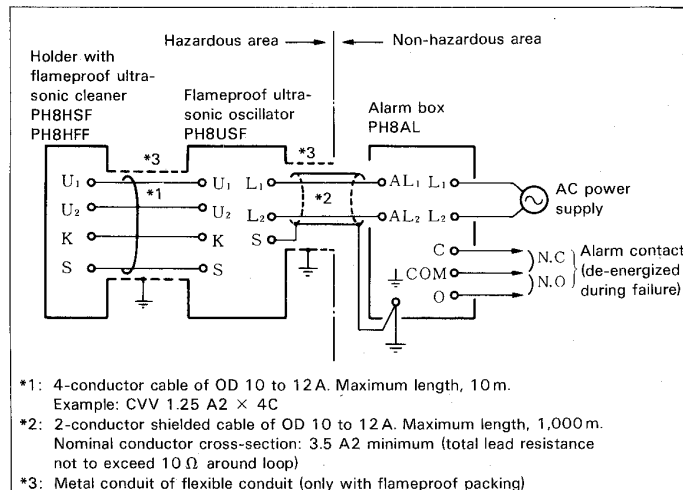 Hazardous area
Non-hazardous area
Holder with
flameproof ultra-
sonic cleaner
PH8HSF
PH8HFF
Flameproof ultra-
sonic oscillator
PH8USF
Alarm box
PH8AL
*3
*3
*1
*2
U1
U2
K
S
U1
U2
K
S
L1
L2
S
AL1
AL2
L1
L2
C
COM
O
AC power
supply
N.C
N.O
Alarm contact
(de-energized
during failure)
*1: 4-conductor cable of OD 10 to 12A. Maximum length, 10m.
Example: CVV 1.25 A2 × 4C
*2: 2-conductor shielded cable of OD 10 to 12A. Maximum length, 1,000m.
Nominal conductor cross-section: 3.5 A2 minimum (total lead resistance
not to exceed 10 Ω around loop)
*3: Metal conduit of flexible conduit (only with flameproof packing)